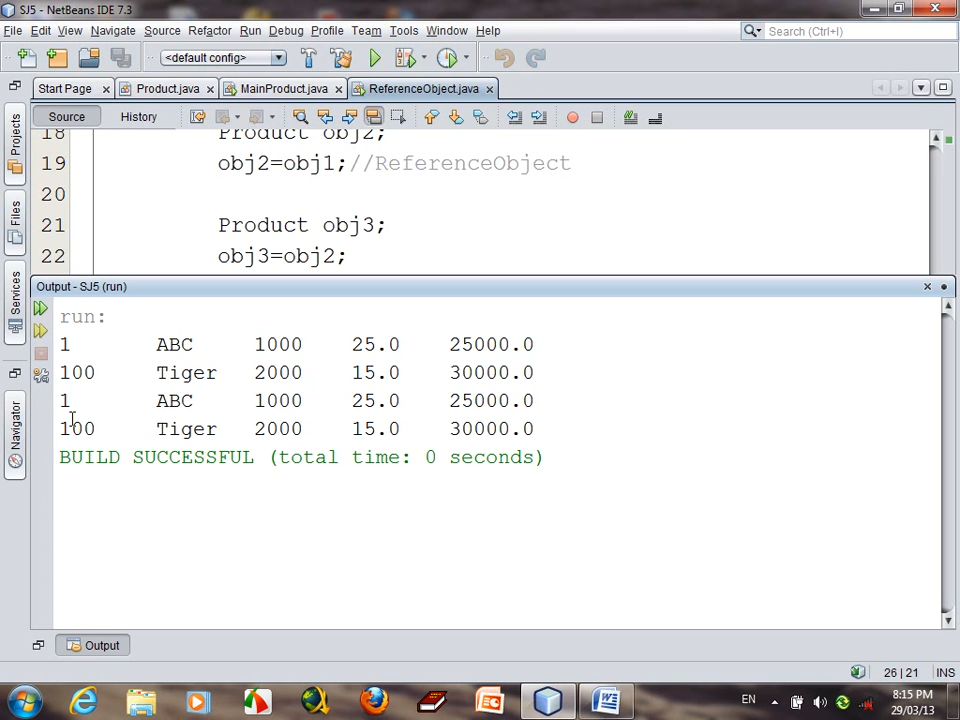 SJ5 - NetBeans IDE 7.3
File Edit View Navigate Source Refactor Run Debug Profile Team Tools Window Help
Search (Ctrl+I)
<default config>
Start Page Product.java MainProduct.java ReferenceObject.java
Source History
Projects
Files
Services
Navigator
18 Product obj2;
19 obj2=obj1;//ReferenceObject
20
21 Product obj3;
22 obj3=obj2;
Output - SJ5 (run)
run:
1 ABC 1000 25.0 25000.0
100 Tiger 2000 15.0 30000.0
1 ABC 1000 25.0 25000.0
100 Tiger 2000 15.0 30000.0
BUILD SUCCESSFUL (total time: 0 seconds)
Output
26|21 INS
EN 8:15 PM
29/03/13